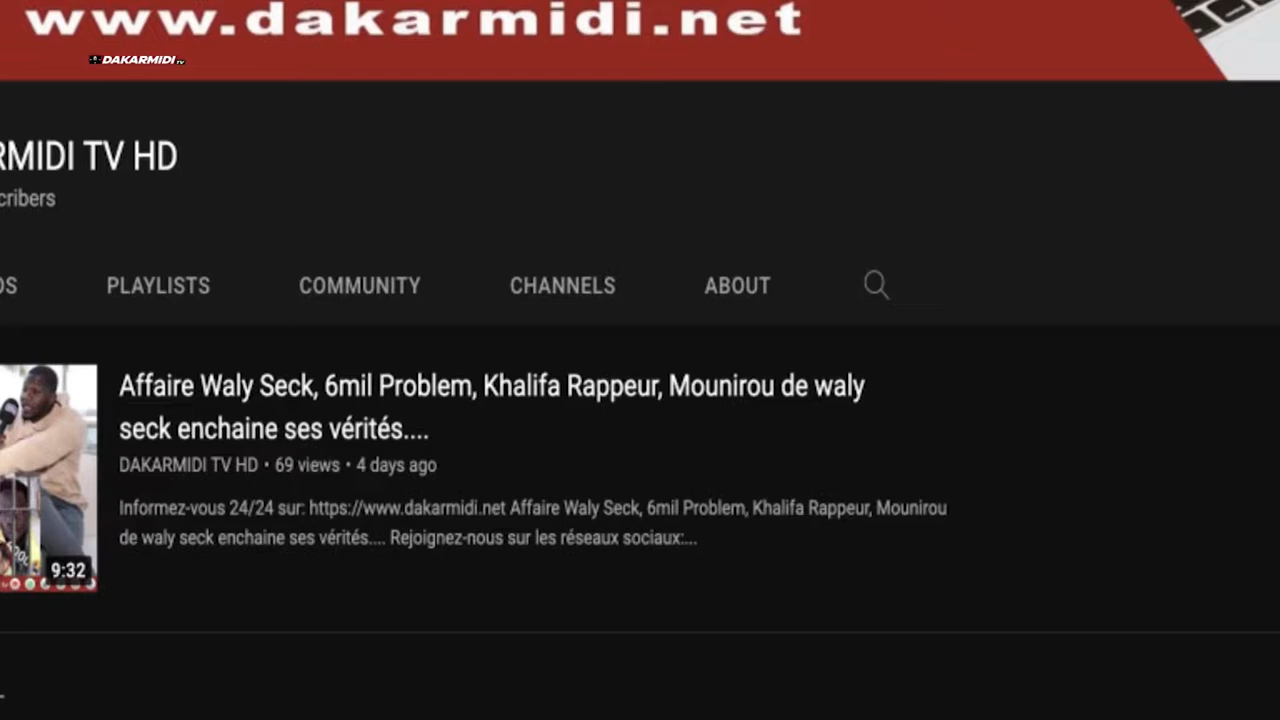 www.dakarmidi.net
DAKARMIDI TV
RMIDI TV HD
cribers
OS
PLAYLISTS
COMMUNITY
CHANNELS
ABOUT
Affaire Waly Seck, 6mil Problem, Khalifa Rappeur, Mounirou de waly
seck enchaine ses vérités....
DAKARMIDI TV HD • 69 views • 4 days ago
Informez-vous 24/24 sur: https://www.dakarmidi.net Affaire Waly Seck, 6mil Problem, Khalifa Rappeur, Mounirou
de waly seck enchaine ses vérités.... Rejoignez-nous sur les réseaux sociaux:...
9:32